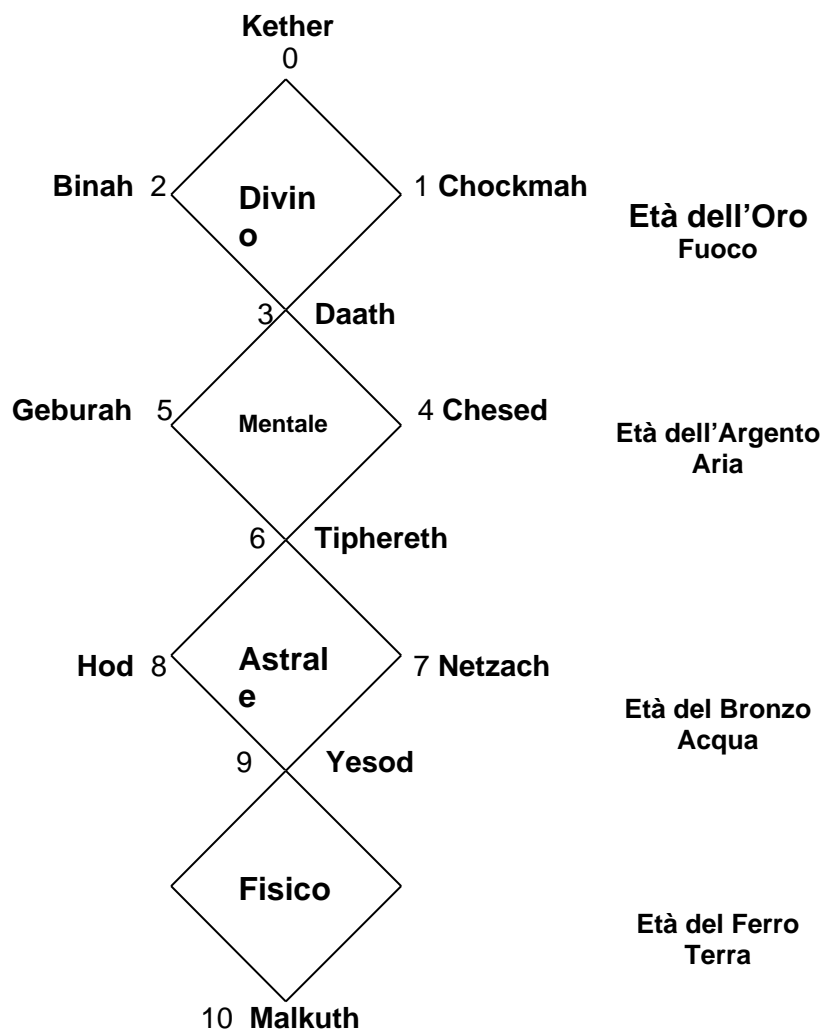 Kether
0
Binah 2
1 Chockmah
Divin
o
Età dell’Oro
Fuoco
3 Daath
Geburah 5
Mentale
4 Chesed
Età dell’Argento
Aria
6 Tiphereth
Hod 8
Astral
e
7 Netzach
Età del Bronzo
Acqua
9 Yesod
Fisico
Età del Ferro
Terra
10 Malkuth